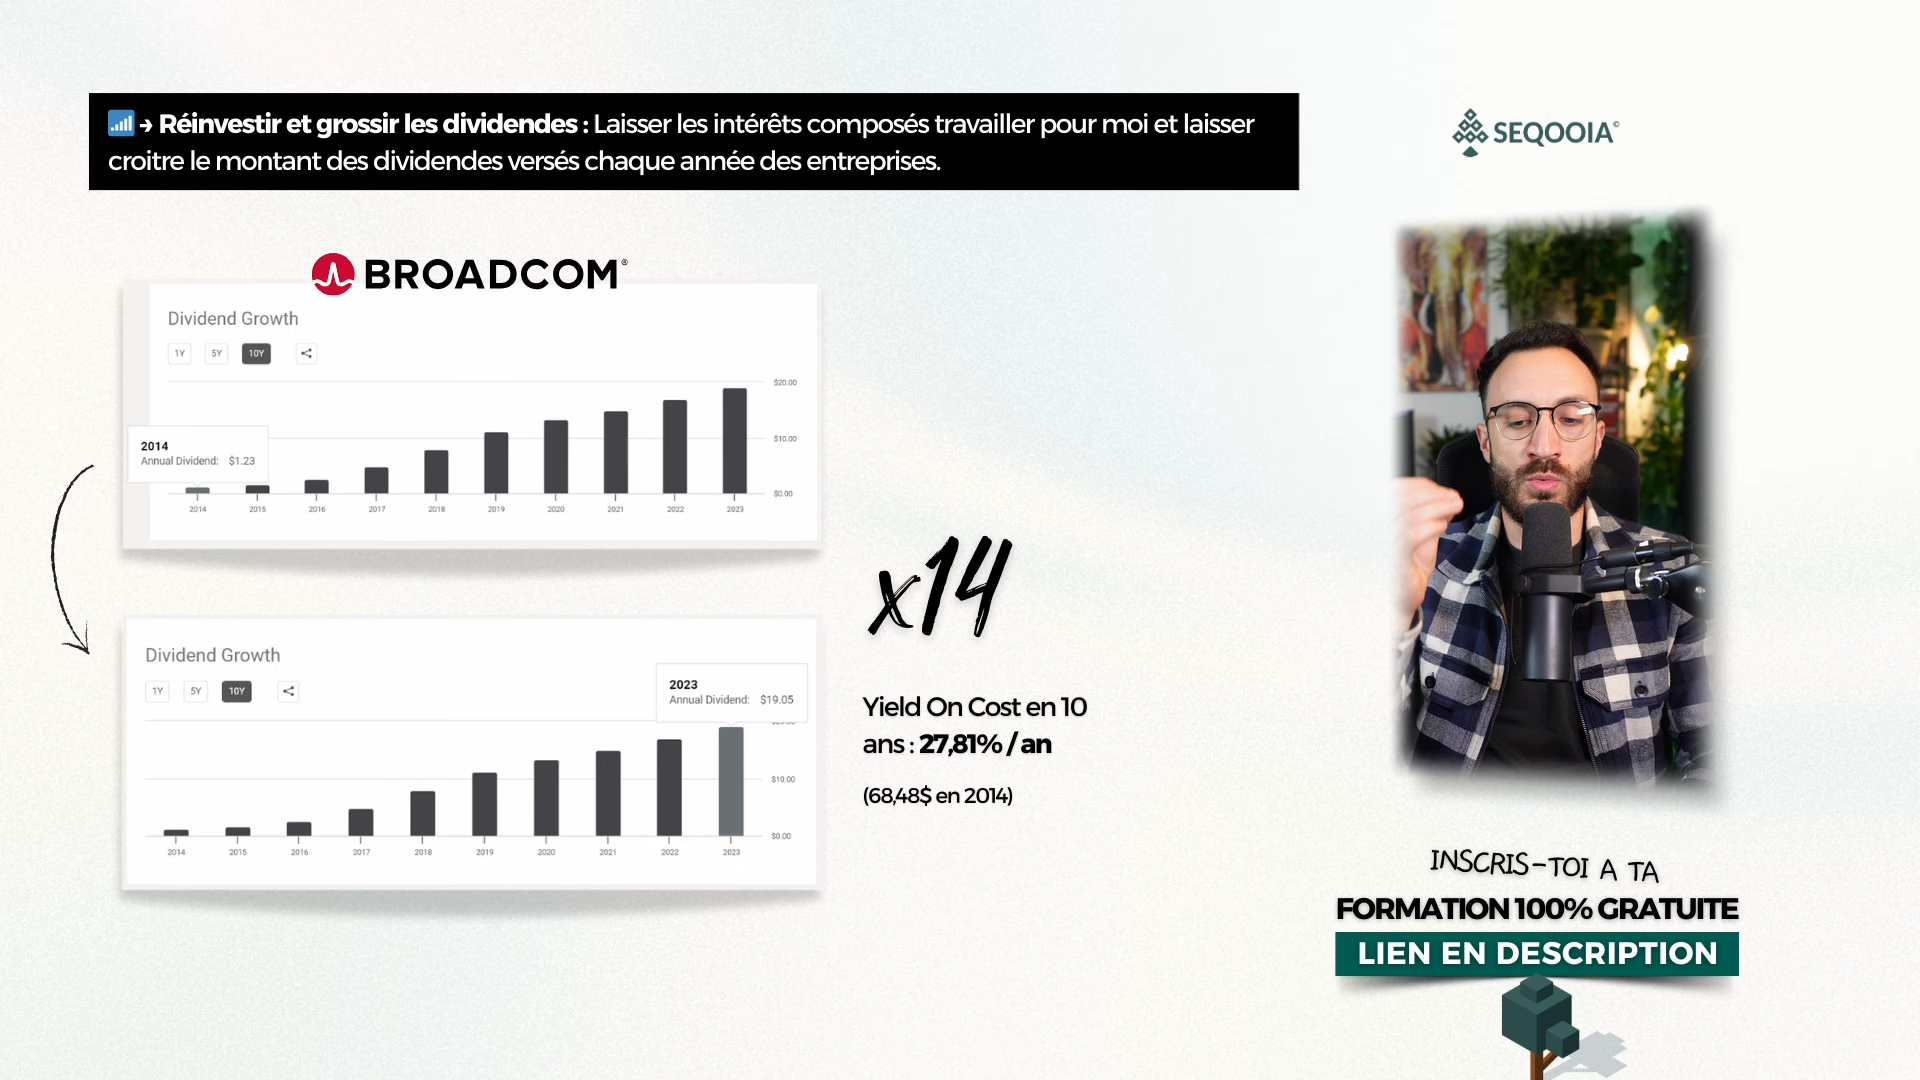 → Réinvestir et grossir les dividendes : Laisser les intérêts composés travailler pour moi et laisser
croitre le montant des dividendes versés chaque année des entreprises.
SEQOOIA©
BROADCOM®
Dividend Growth
1Y 5Y 10Y
$20.00
$10.00
2014
Annual Dividend: $1.23
$0.00
2014 2015 2016 2017 2018 2019 2020 2021 2022 2023
x14
Dividend Growth
1Y 5Y 10Y
2023
Annual Dividend: $19.05
$10.00
$0.00
2014 2015 2016 2017 2018 2019 2020 2021 2022 2023
Yield On Cost en 10
ans : 27,81% / an
(68,48$ en 2014)
INSCRIS-TOI A TA
FORMATION 100% GRATUITE
LIEN EN DESCRIPTION